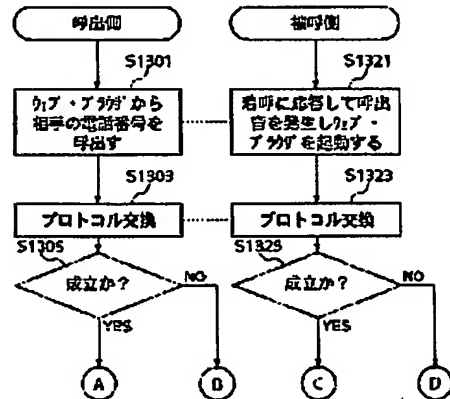 呼出側
S1301
ウェブ・ブラウザから
相手の電話番号を
呼出す
S1303
プロトコル交換
S1305
成立か?
NO
YES
A
B
被呼側
S1321
着呼に応答して呼出
音を発生しウェブ・
ブラウザを起動する
S1323
プロトコル交換
S1325
成立か?
NO
YES
C
D